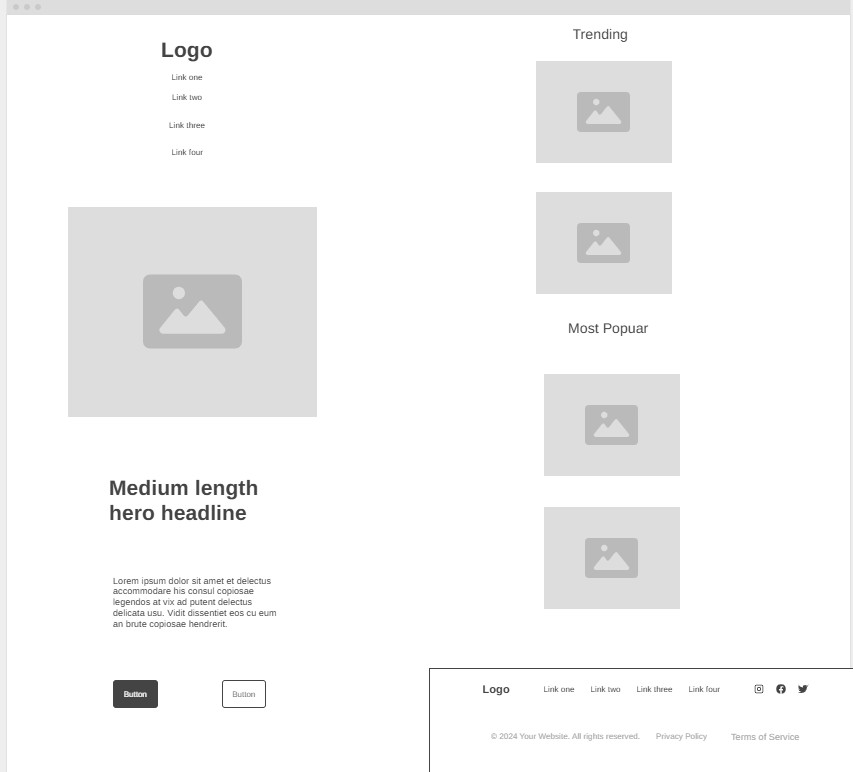 Logo
Link one
Link two
Link three
Link four
Medium length
hero headline
Lorem ipsum dolor sit amet et delectus
accommodare his consul copiosae
legendos at vix ad putent delectus
delicata usu. Vidit dissentiet eos cu eum
an brute copiosae hendrerit.
Button
Button
Trending
Most Popuar
Logo
Link one
Link two
Link three
Link four
© 2024 Your Website. All rights reserved.
Privacy Policy
Terms of Service